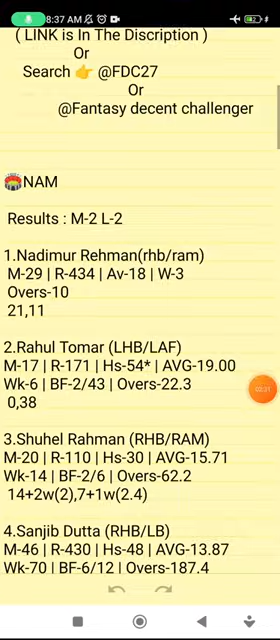 8:37 AM
62
( LINK is in The Discription )
Or
Search 👉 @FDC27
Or
@Fantasy decent challenger
🏟NAM
Results : M-2 L-2
1.Nadimur Rehman(rhb/ram)
M-29 | R-434 | Av-18 | W-3
Overs-10
21,11
2.Rahul Tomar (LHB/LAF)
M-17 | R-171 | Hs-54* | AVG-19.00
Wk-6 | BF-2/43 | Overs-22.3
0,38
3.Shuhel Rahman (RHB/RAM)
M-20 | R-110 | Hs-30 | AVG-15.71
Wk-14 | BF-2/6 | Overs-62.2
14+2w(2),7+1w(2.4)
4.Sanjib Dutta (RHB/LB)
M-46 | R-430 | Hs-48 | AVG-13.87
Wk-70 | BF-6/12 | Overs-187.4